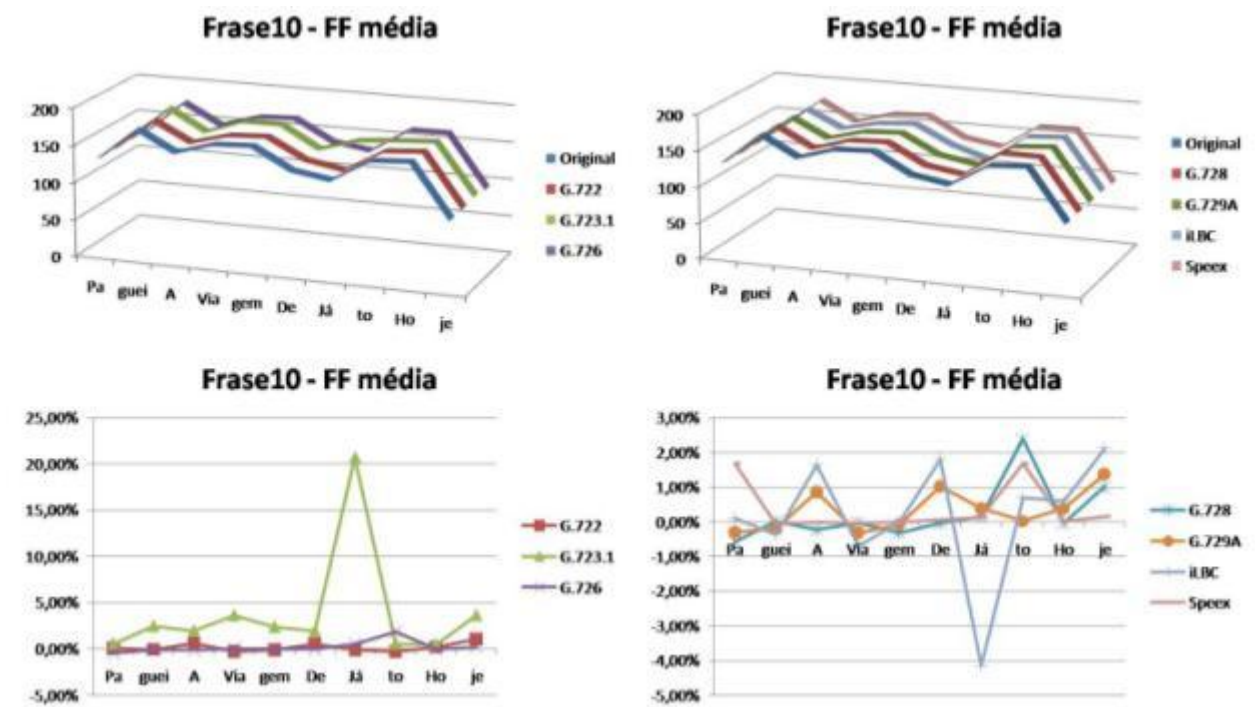 Frase10 - FF média
200
150
100
50
0
Pa guei A Via gem De Já to Ho je
Original
G.722
G.723.1
G.726
Frase10 - FF média
200
150
100
50
0
Pa guei A Via gem De Já to Ho je
Original
G.728
G.729A
iLBC
Speex
Frase10 - FF média
25,00%
20,00%
15,00%
10,00%
5,00%
0,00%
-5,00%
Pa guei A Via gem De Já to Ho je
G.722
G.723.1
G.726
Frase10 - FF média
3,00%
2,00%
1,00%
0,00%
-1,00%
-2,00%
-3,00%
-4,00%
-5,00%
Pa guei A Via gem De Já to Ho je
G.728
G.729A
iLBC
Speex